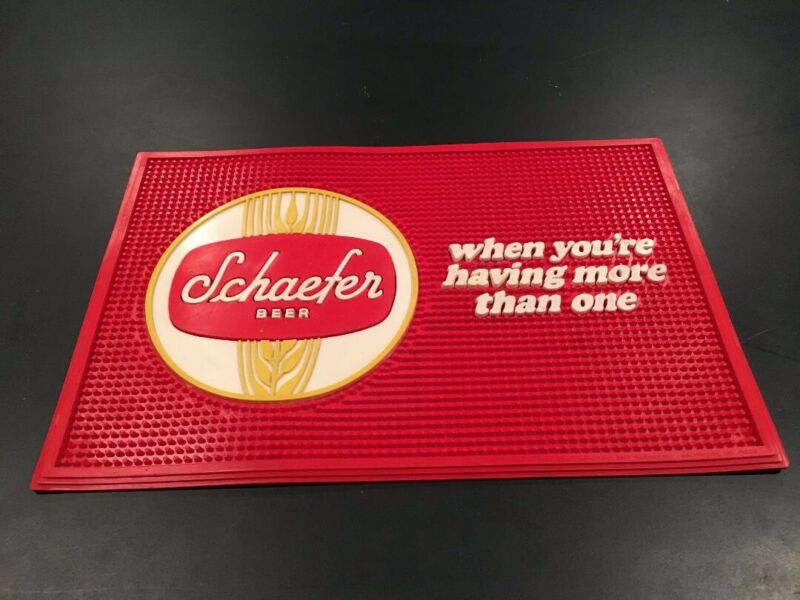 Schaefer
BEER
when you're
having more
than one